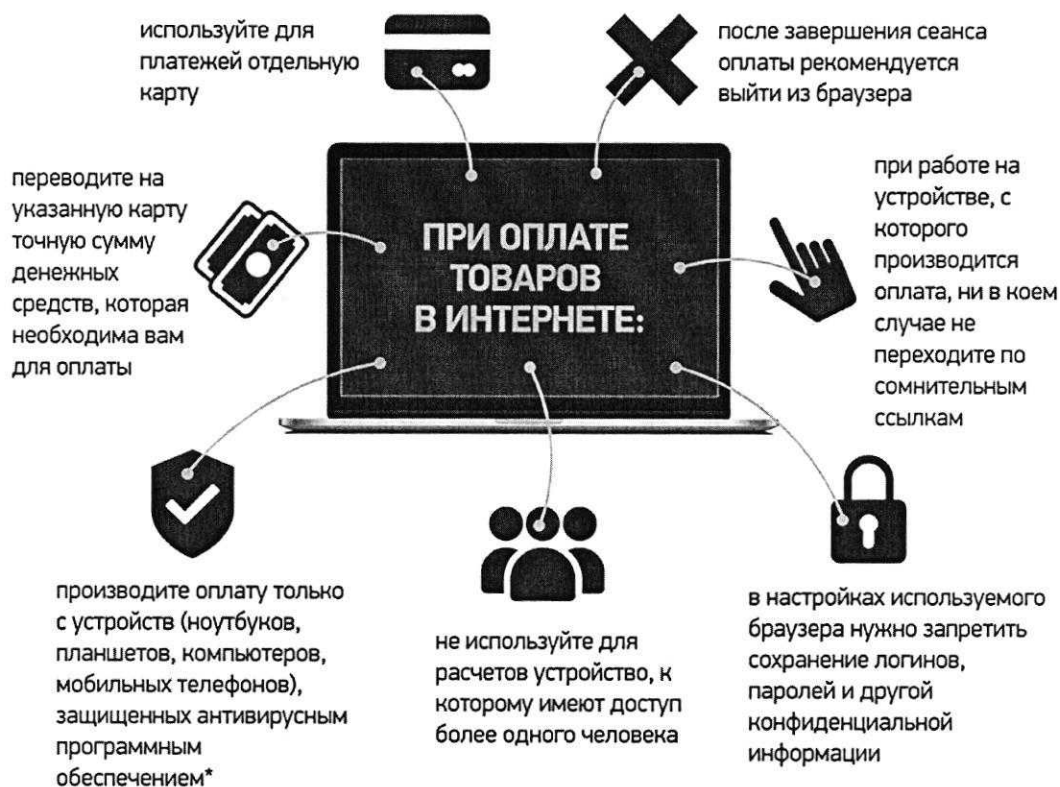 используйте для
платежей отдельную
карту
после завершения сеанса
оплаты рекомендуется
выйти из браузера
переводите на
указанную карту
точную сумму
денежных
средств, которая
необходима вам
для оплаты
ПРИ ОПЛАТЕ
ТОВАРОВ
В ИНТЕРНЕТЕ:
при работе на
устройстве, с
которого
производится
оплата, ни в коем
случае не
переходите по
сомнительным
ссылкам
производите оплату только
с устройств (ноутбуков,
планшетов, компьютеров,
мобильных телефонов),
защищенных антивирусным
программным
обеспечением*
не используйте для
расчетов устройство, к
которому имеют доступ
более одного человека
в настройках используемого
браузера нужно запретить
сохранение логинов,
паролей и другой
конфиденциальной
информации